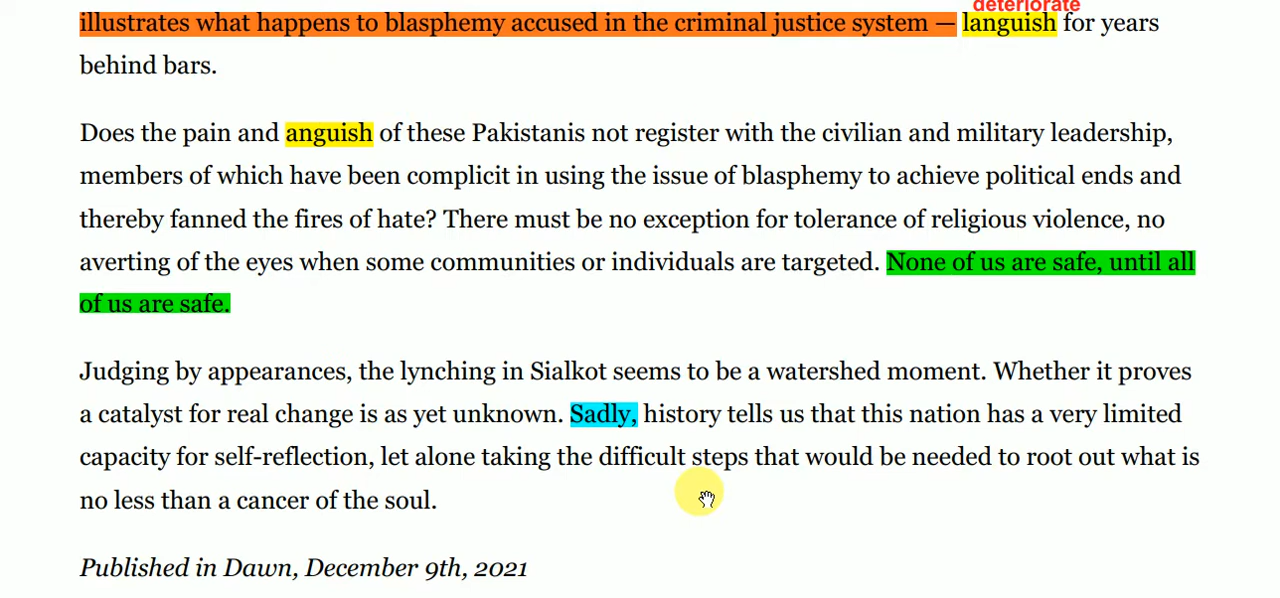 deteriorate
illustrates what happens to blasphemy accused in the criminal justice system — languish for years
behind bars.
Does the pain and anguish of these Pakistanis not register with the civilian and military leadership,
members of which have been complicit in using the issue of blasphemy to achieve political ends and
thereby fanned the fires of hate? There must be no exception for tolerance of religious violence, no
averting of the eyes when some communities or individuals are targeted. None of us are safe, until all
of us are safe.
Judging by appearances, the lynching in Sialkot seems to be a watershed moment. Whether it proves
a catalyst for real change is as yet unknown. Sadly, history tells us that this nation has a very limited
capacity for self-reflection, let alone taking the difficult steps that would be needed to root out what is
no less than a cancer of the soul.
Published in Dawn, December 9th, 2021